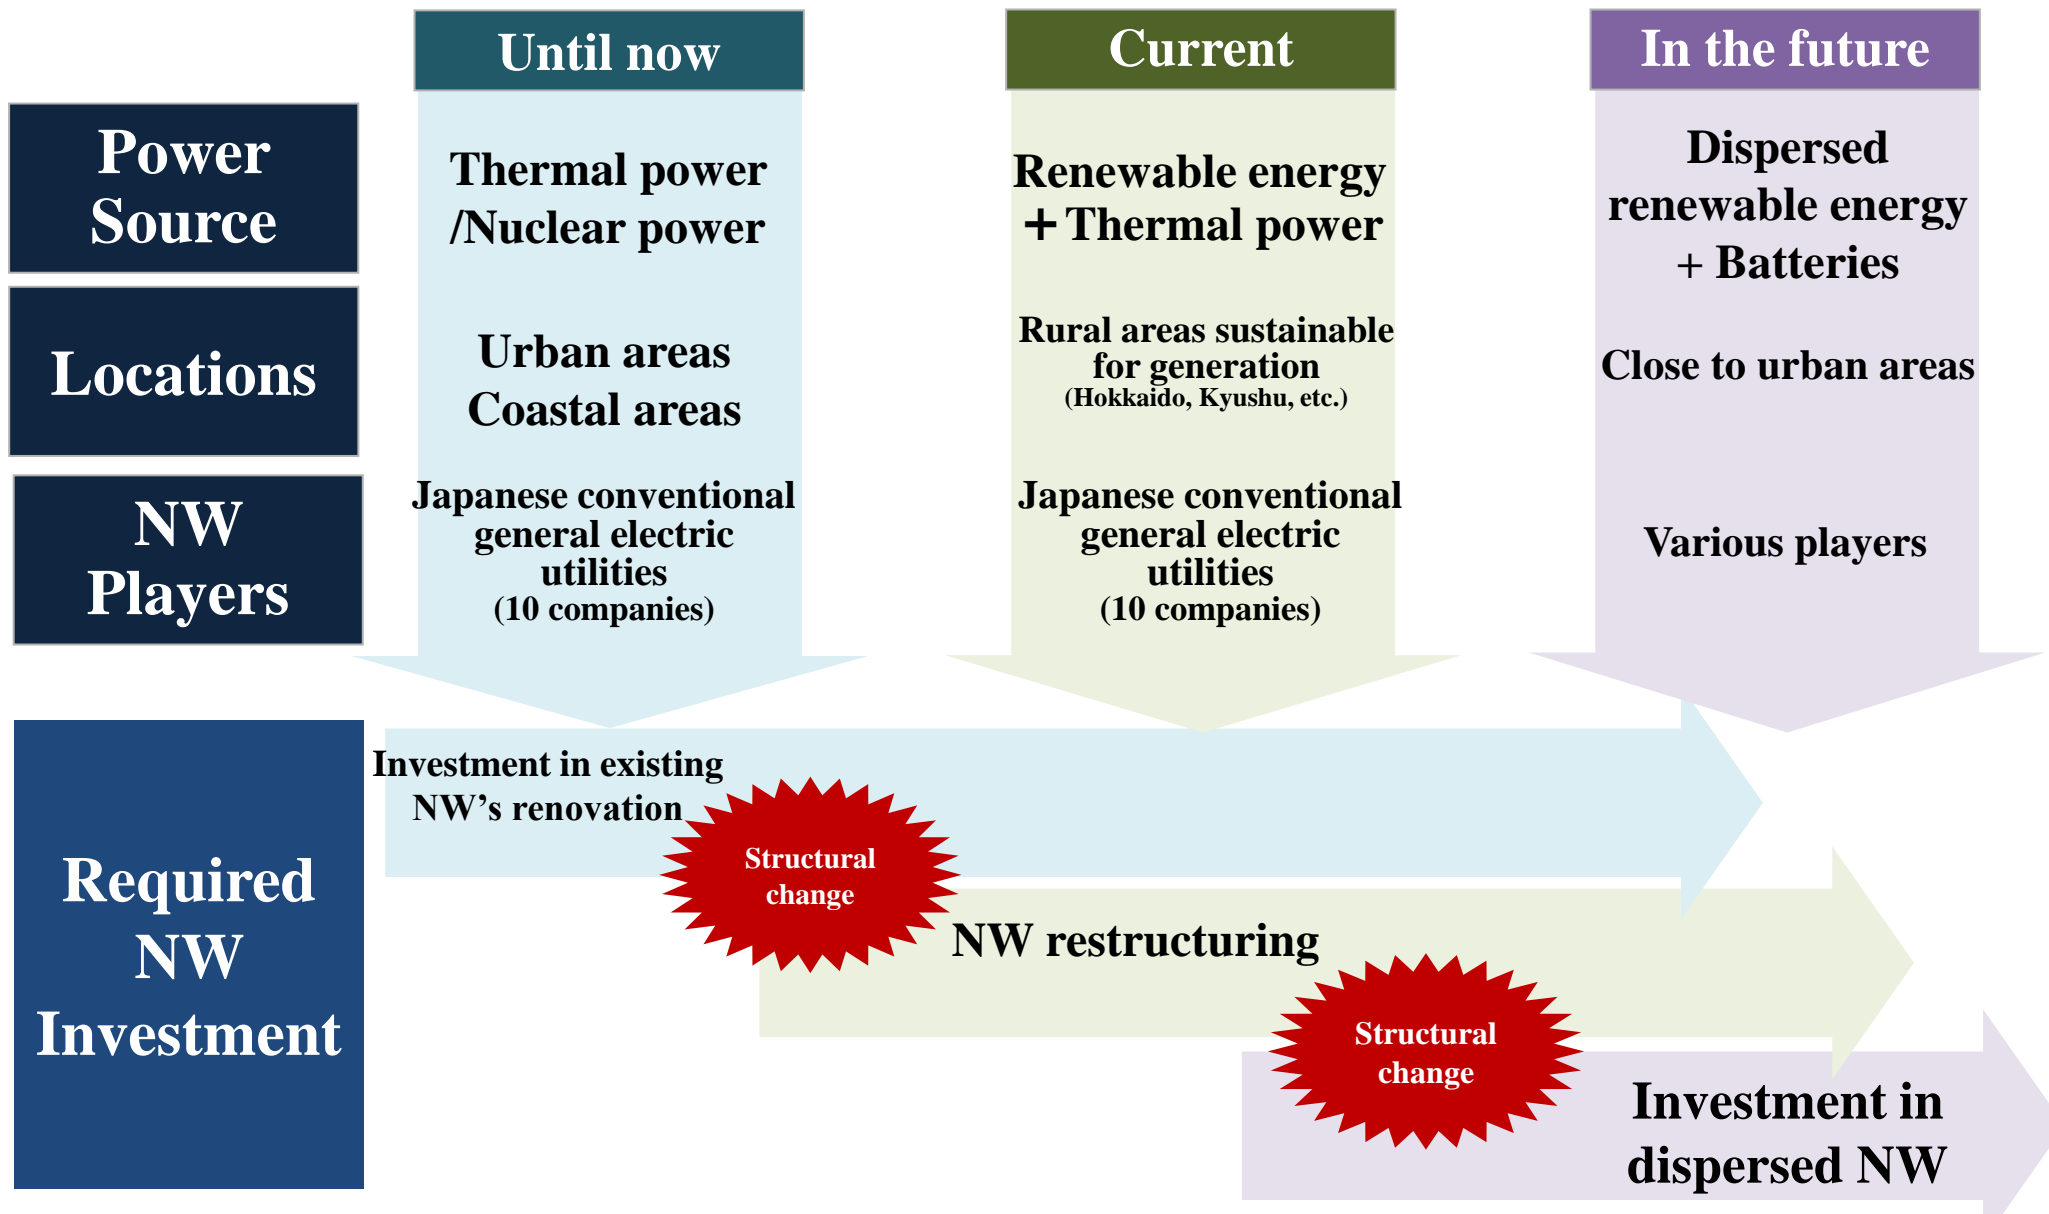 Until now
Current
In the future
Power
Source
Thermal power
/Nuclear power
Renewable energy
+Thermal power
Dispersed
renewable energy
+ Batteries
Locations
Urban areas
Coastal areas
Rural areas sustainable
for generation
(Hokkaido, Kyushu, etc.)
Close to urban areas
NW
Players
Japanese conventional
general electric
utilities
(10 companies)
Japanese conventional
general electric
utilities
(10 companies)
Various players
Required
NW
Investment
Investment in existing
NW’s renovation
Structural
change
NW restructuring
Structural
change
Investment in
dispersed NW